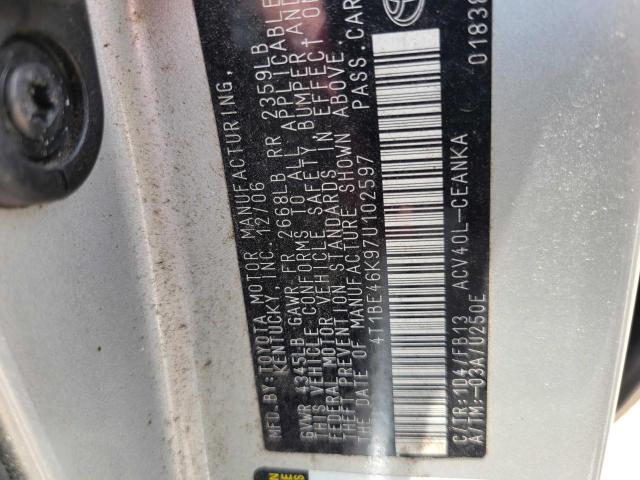 MFD.BY:TOYOTA MOTOR MANUFACTURING,
KENTUCKY, INC. 12/06
GVWR 4345LB GAWR FR 2668LB RR 2359LB
THIS VEHICLE CONFORMS TO ALL APPLICABLE
FEDERAL MOTOR VEHICLE SAFETY BUMPER AND
THEFT PREVENTION STANDARDS IN EFFECT ON
THE DATE OF MANUFACTURE SHOWN ABOVE.
4T1BE46K97U102597 PASS.CAR
C/TR:1D4/FB13 ACV40L-CEANKA
A/TM:-03A/U250E 01838